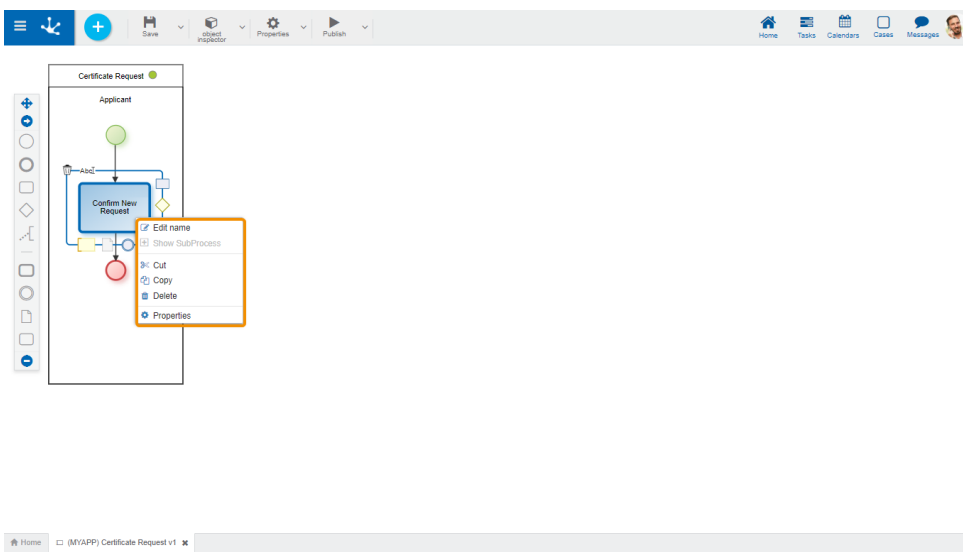 Save
object
inspector
Properties
Publish
Home
Tasks
Calendars
Cases
Messages
Certificate Request
Applicant
Abc
Confirm New
Request
Edit name
Show SubProcess
Cut
Copy
Delete
Properties
Home
(MYAPP) Certificate Request v1